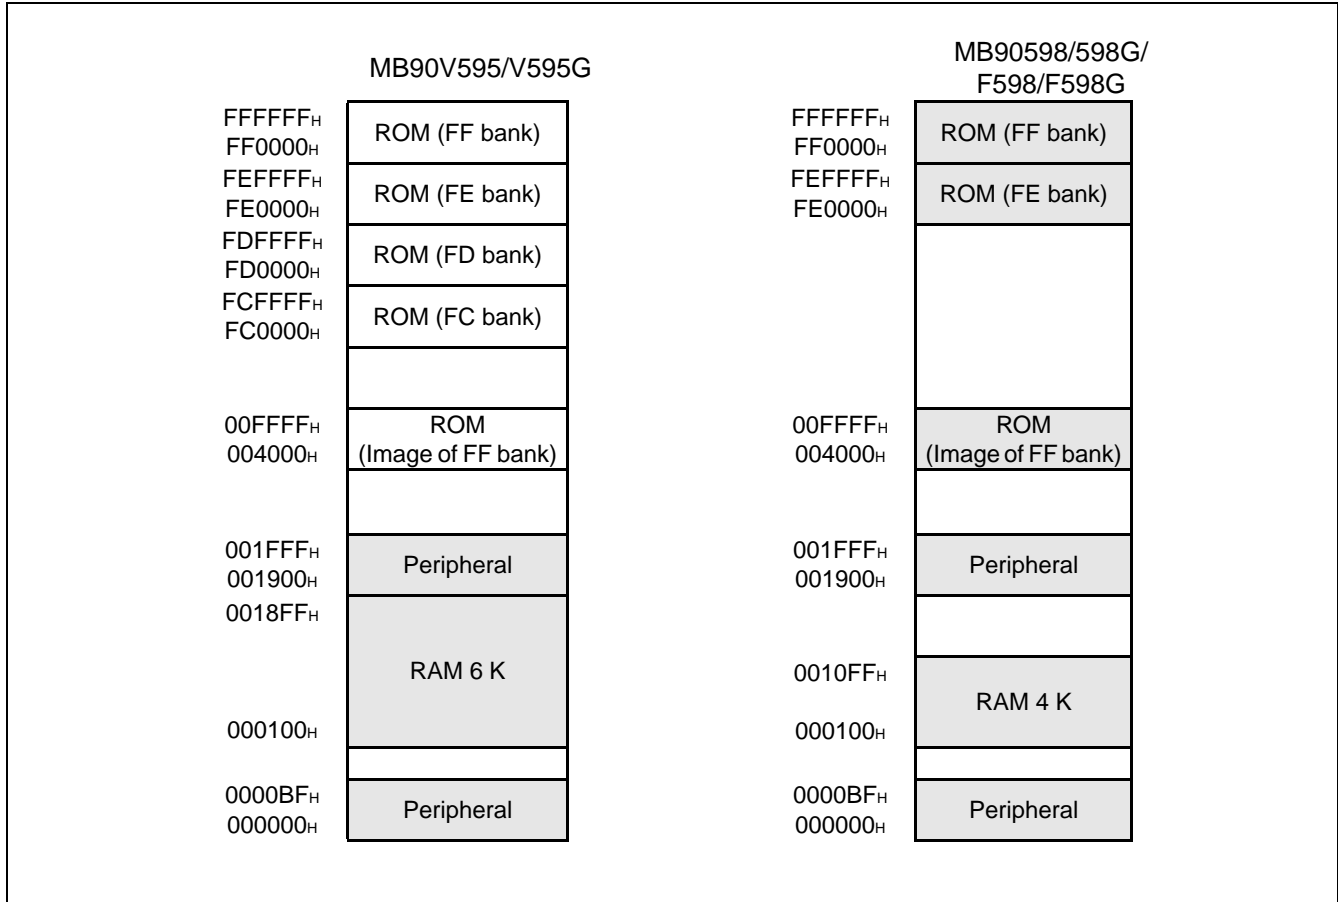 MB90V595/V595G
FFFFFFH
FF0000H
ROM (FF bank)
FEFFFFH
FE0000H
ROM (FE bank)
FDFFFFH
FD0000H
ROM (FD bank)
FCFFFFH
FC0000H
ROM (FC bank)
00FFFFH
004000H
ROM
(Image of FF bank)
001FFFH
001900H
Peripheral
0018FFH
RAM 6 K
000100H
0000BFH
000000H
Peripheral
MB90598/598G/
F598/F598G
FFFFFFH
FF0000H
ROM (FF bank)
FEFFFFH
FE0000H
ROM (FE bank)
00FFFFH
004000H
ROM
(Image of FF bank)
001FFFH
001900H
Peripheral
0010FFH
RAM 4 K
000100H
0000BFH
000000H
Peripheral